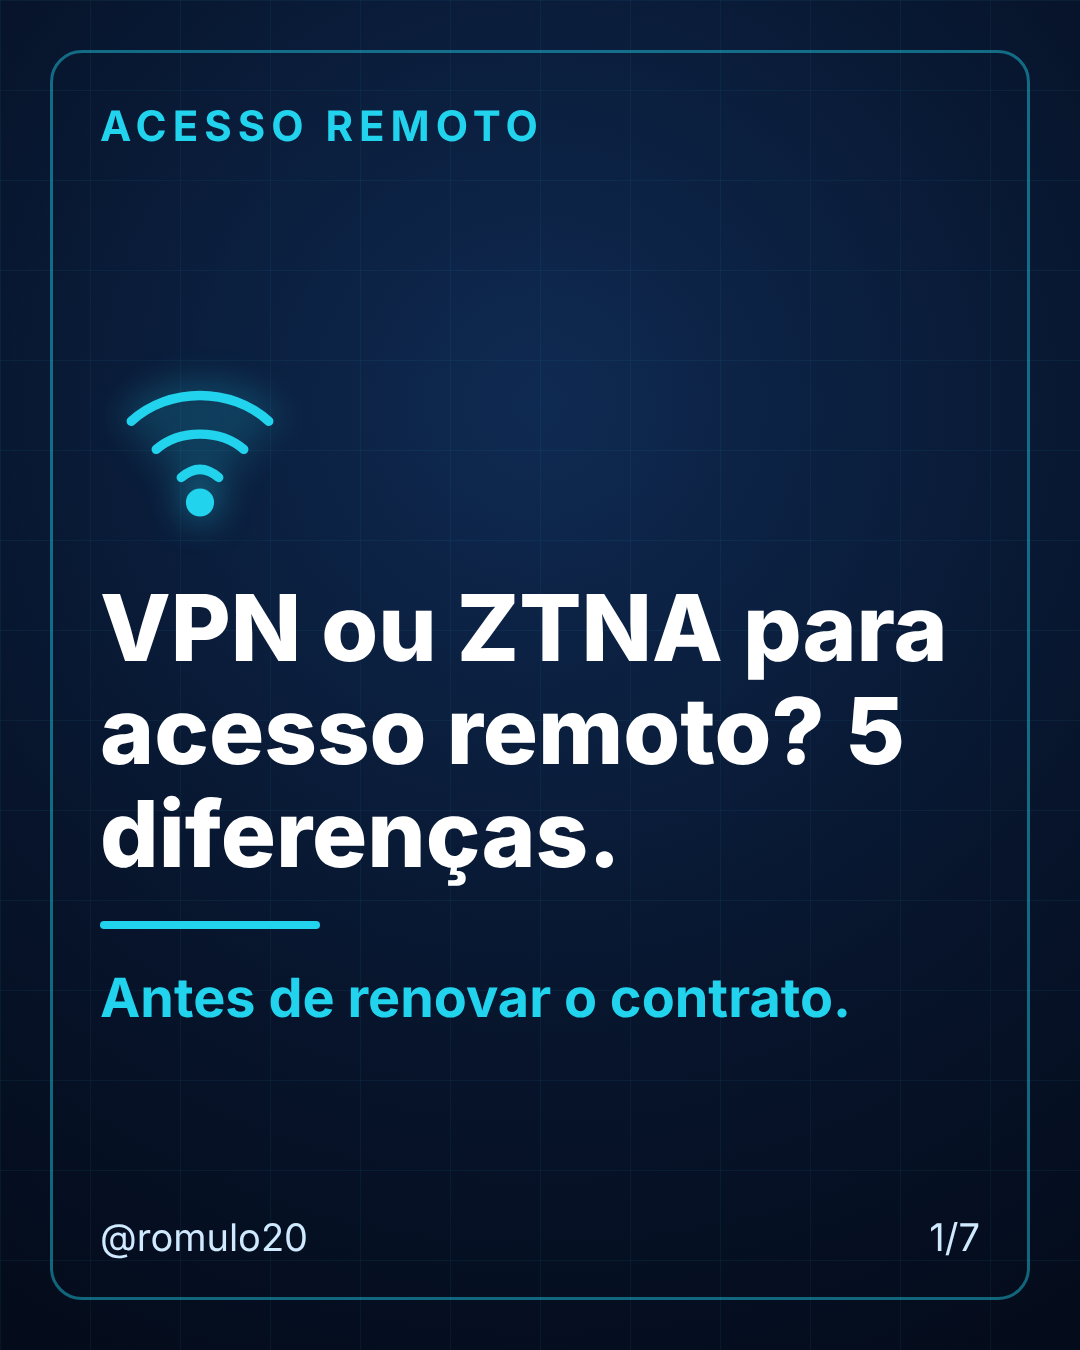 ACESSO REMOTO
VPN ou ZTNA para
acesso remoto? 5
diferenças.
Antes de renovar o contrato.
@romulo20
1/7